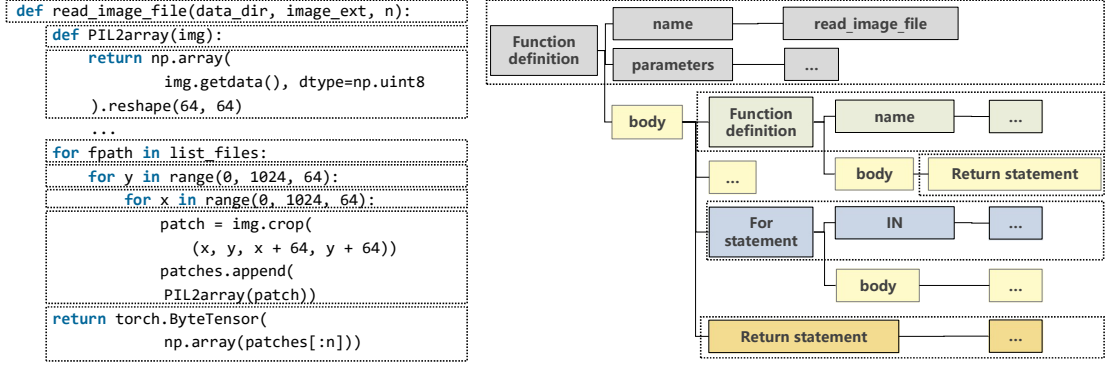 def read_image_file(data_dir, image_ext, n):
def PIL2array(img):
return np.array(
img.getdata(), dtype=np.uint8
).reshape(64, 64)
...
for fpath in list_files:
for y in range(0, 1024, 64):
for x in range(0, 1024, 64):
patch = img.crop(
(x, y, x + 64, y + 64))
patches.append(
PIL2array(patch))
return torch.ByteTensor(
np.array(patches[:n]))
Function
definition
name
read_image_file
parameters
...
body
Function
definition
name
...
body
Return statement
...
For
statement
IN
...
body
...
Return statement
...